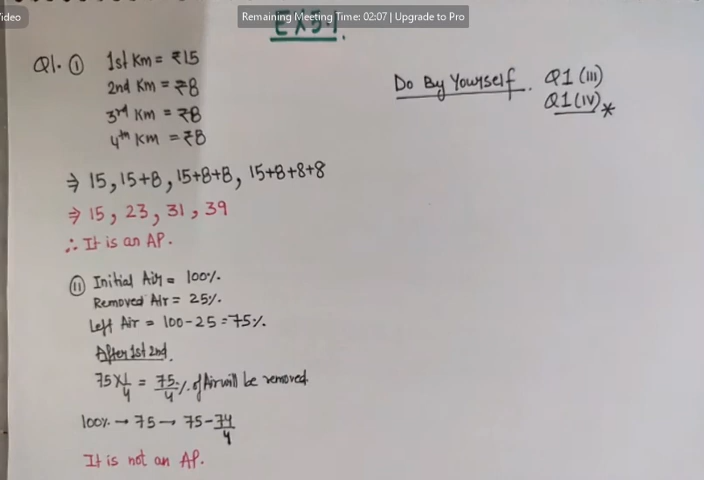 ideo
Remaining Meeting Time: 02:07 | Upgrade to Pro
EX5.1.
Q1. (i) 1st Km = ₹15
2nd Km = ₹8
3rd Km = ₹8
4th Km = ₹8
⇒ 15, 15+8, 15+8+8, 15+8+8+8
⇒ 15, 23, 31, 39
∴ It is an AP.
(ii) Initial Air = 100%.
Removed Air = 25%.
Left Air = 100-25=75%.
After 1st 2nd.
75×1/4 = 75/4 %. of Air will be removed
100% → 75 → 75-74/4
It is not an AP.
Do By Yourself. Q1 (iii)
Q1 (iv)*